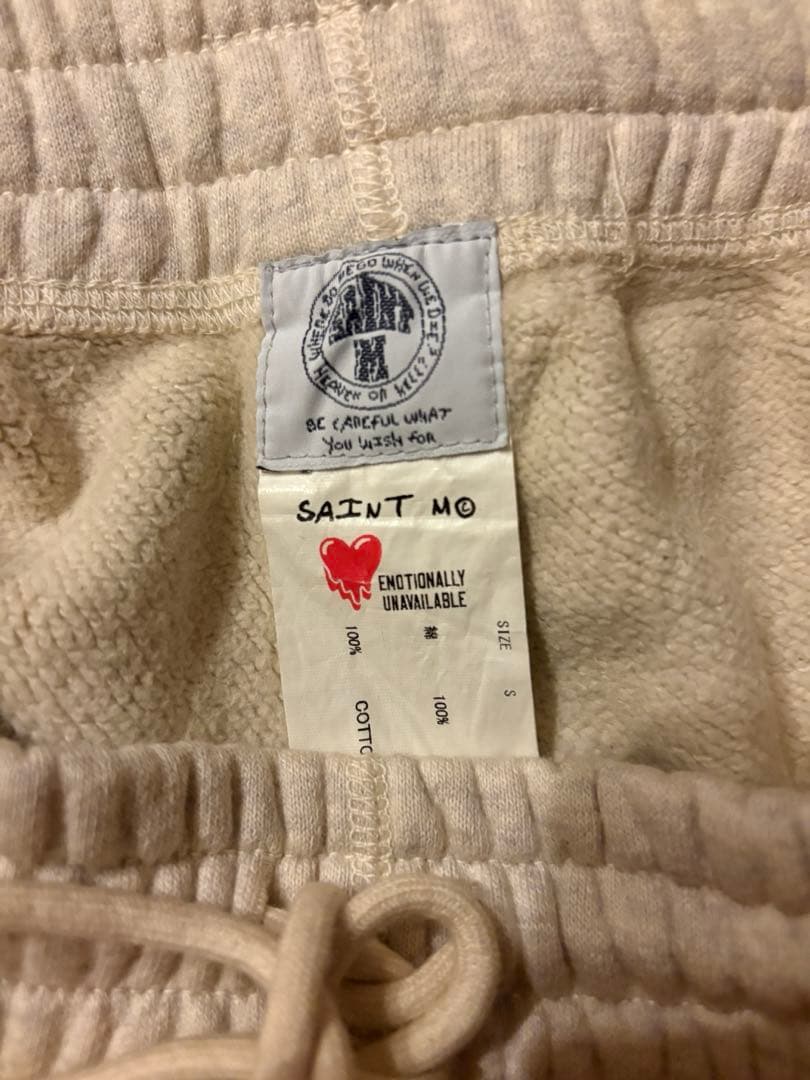 WHERE DO WE GO WHEN WE DIE?
HEAVEN OR HELL?
SAINT
M
BE CAREFUL WHAT
YOU WISH FOR
SAINT M©
EMOTIONALLY
UNAVAILABLE
SIZE S
綿 100%
100% COTTO